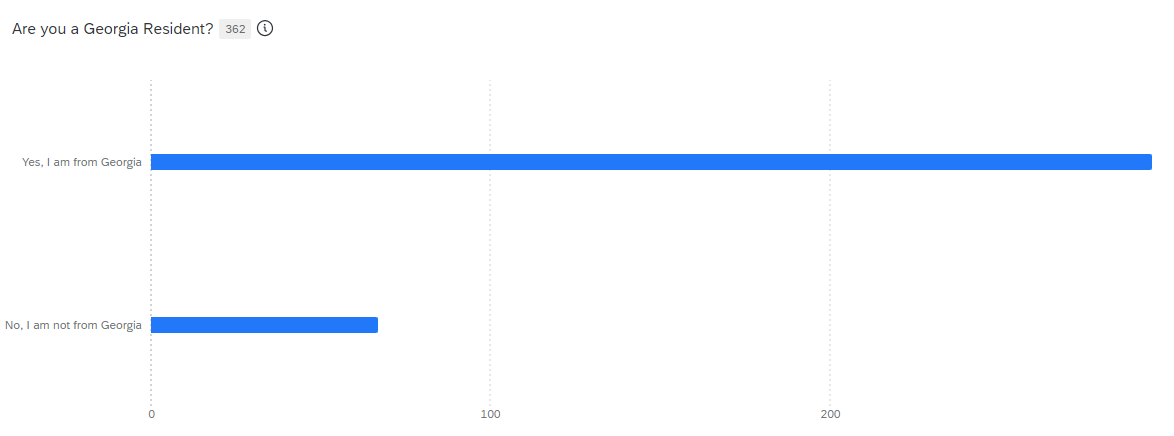 Are you a Georgia Resident? 362
Yes, I am from Georgia
No, I am not from Georgia
0 100 200